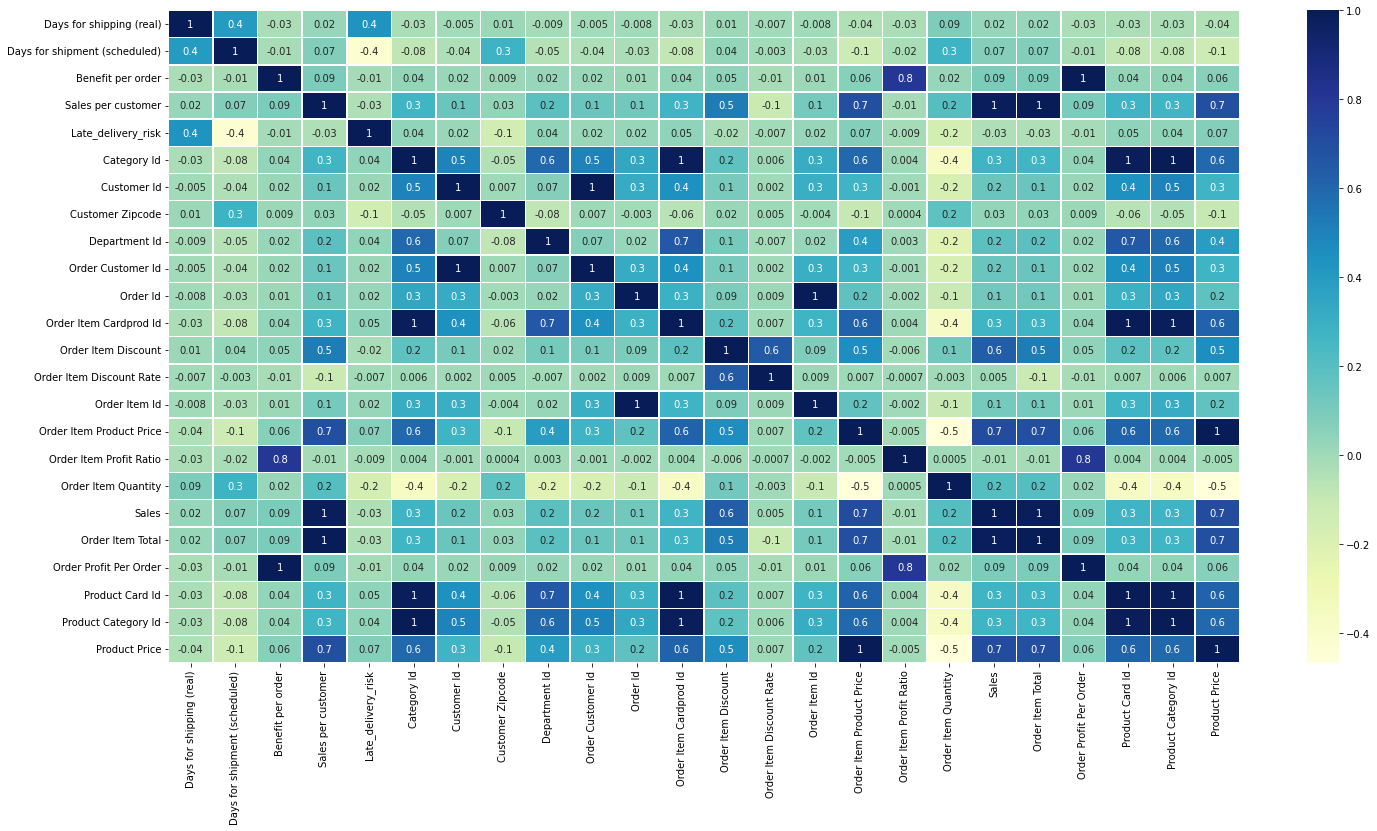 Days for shipping (real) 1 0.4 -0.03 0.02 0.4 -0.03 -0.005 0.01 -0.009 -0.005 -0.008 -0.03 0.01 -0.007 -0.008 -0.04 -0.03 0.09 0.02 0.02 -0.03 -0.03 -0.03 -0.04
Days for shipment (scheduled) 0.4 1 -0.01 0.07 -0.4 -0.08 -0.04 0.3 -0.05 -0.04 -0.03 -0.08 0.04 -0.003 -0.03 -0.1 -0.02 0.3 0.07 0.07 -0.01 -0.08 -0.08 -0.1
Benefit per order -0.03 -0.01 1 0.09 -0.01 0.04 0.02 0.009 0.02 0.02 0.01 0.04 0.05 -0.01 0.01 0.06 0.8 0.02 0.09 0.09 1 0.04 0.04 0.06
Sales per customer 0.02 0.07 0.09 1 -0.03 0.3 0.1 0.03 0.2 0.1 0.1 0.3 0.5 -0.1 0.1 0.7 -0.01 0.2 1 1 0.09 0.3 0.3 0.7
Late_delivery_risk 0.4 -0.4 -0.01 -0.03 1 0.04 0.02 -0.1 0.04 0.02 0.02 0.05 -0.02 -0.007 0.02 0.07 -0.009 -0.2 -0.03 -0.03 -0.01 0.05 0.04 0.07
Category Id -0.03 -0.08 0.04 0.3 0.04 1 0.5 -0.05 0.6 0.5 0.3 1 0.2 0.006 0.3 0.6 0.004 -0.4 0.3 0.3 0.04 1 1 0.6
Customer Id -0.005 -0.04 0.02 0.1 0.02 0.5 1 0.007 0.07 1 0.3 0.4 0.1 0.002 0.3 0.3 -0.001 -0.2 0.2 0.1 0.02 0.4 0.5 0.3
Customer Zipcode 0.01 0.3 0.009 0.03 -0.1 -0.05 0.007 1 -0.08 0.007 -0.003 -0.06 0.02 0.005 -0.004 -0.1 0.0004 0.2 0.03 0.03 0.009 -0.06 -0.05 -0.1
Department Id -0.009 -0.05 0.02 0.2 0.04 0.6 0.07 -0.08 1 0.07 0.02 0.7 0.1 -0.007 0.02 0.4 0.003 -0.2 0.2 0.2 0.02 0.7 0.6 0.4
Order Customer Id -0.005 -0.04 0.02 0.1 0.02 0.5 1 0.007 0.07 1 0.3 0.4 0.1 0.002 0.3 0.3 -0.001 -0.2 0.2 0.1 0.02 0.4 0.5 0.3
Order Id -0.008 -0.03 0.01 0.1 0.02 0.3 0.3 -0.003 0.02 0.3 1 0.3 0.09 0.009 1 0.2 -0.002 -0.1 0.1 0.1 0.01 0.3 0.3 0.2
Order Item Cardprod Id -0.03 -0.08 0.04 0.3 0.05 1 0.4 -0.06 0.7 0.4 0.3 1 0.2 0.007 0.3 0.6 0.004 -0.4 0.3 0.3 0.04 1 1 0.6
Order Item Discount 0.01 0.04 0.05 0.5 -0.02 0.2 0.1 0.02 0.1 0.1 0.09 0.2 1 0.6 0.09 0.5 -0.006 0.1 0.6 0.5 0.05 0.2 0.2 0.5
Order Item Discount Rate -0.007 -0.003 -0.01 -0.1 -0.007 0.006 0.002 0.005 -0.007 0.002 0.009 0.007 0.6 1 0.009 0.007 -0.0007 -0.003 0.005 -0.1 -0.01 0.007 0.006 0.007
Order Item Id -0.008 -0.03 0.01 0.1 0.02 0.3 0.3 -0.004 0.02 0.3 1 0.3 0.09 0.009 1 0.2 -0.002 -0.1 0.1 0.1 0.01 0.3 0.3 0.2
Order Item Product Price -0.04 -0.1 0.06 0.7 0.07 0.6 0.3 -0.1 0.4 0.3 0.2 0.6 0.5 0.007 0.2 1 -0.005 -0.5 0.7 0.7 0.06 0.6 0.6 1
Order Item Profit Ratio -0.03 -0.02 0.8 -0.01 -0.009 0.004 -0.001 0.0004 0.003 -0.001 -0.002 0.004 -0.006 -0.0007 -0.002 -0.005 1 0.0005 -0.01 -0.01 0.8 0.004 0.004 -0.005
Order Item Quantity 0.09 0.3 0.02 0.2 -0.2 -0.4 -0.2 0.2 -0.2 -0.2 -0.1 -0.4 0.1 -0.003 -0.1 -0.5 0.0005 1 0.2 0.2 0.02 -0.4 -0.4 -0.5
Sales 0.02 0.07 0.09 1 -0.03 0.3 0.2 0.03 0.2 0.2 0.1 0.3 0.6 0.005 0.1 0.7 -0.01 0.2 1 1 0.09 0.3 0.3 0.7
Order Item Total 0.02 0.07 0.09 1 -0.03 0.3 0.1 0.03 0.2 0.1 0.1 0.3 0.5 -0.1 0.1 0.7 -0.01 0.2 1 1 0.09 0.3 0.3 0.7
Order Profit Per Order -0.03 -0.01 1 0.09 -0.01 0.04 0.02 0.009 0.02 0.02 0.01 0.04 0.05 -0.01 0.01 0.06 0.8 0.02 0.09 0.09 1 0.04 0.04 0.06
Product Card Id -0.03 -0.08 0.04 0.3 0.05 1 0.4 -0.06 0.7 0.4 0.3 1 0.2 0.007 0.3 0.6 0.004 -0.4 0.3 0.3 0.04 1 1 0.6
Product Category Id -0.03 -0.08 0.04 0.3 0.04 1 0.5 -0.05 0.6 0.5 0.3 1 0.2 0.006 0.3 0.6 0.004 -0.4 0.3 0.3 0.04 1 1 0.6
Product Price -0.04 -0.1 0.06 0.7 0.07 0.6 0.3 -0.1 0.4 0.3 0.2 0.6 0.5 0.007 0.2 1 -0.005 -0.5 0.7 0.7 0.06 0.6 0.6 1
Days for shipping (real)
Days for shipment (scheduled)
Benefit per order
Sales per customer
Late_delivery_risk
Category Id
Customer Id
Customer Zipcode
Department Id
Order Customer Id
Order Id
Order Item Cardprod Id
Order Item Discount
Order Item Discount Rate
Order Item Id
Order Item Product Price
Order Item Profit Ratio
Order Item Quantity
Sales
Order Item Total
Order Profit Per Order
Product Card Id
Product Category Id
Product Price
1.0
0.8
0.6
0.4
0.2
0.0
−0.2
−0.4